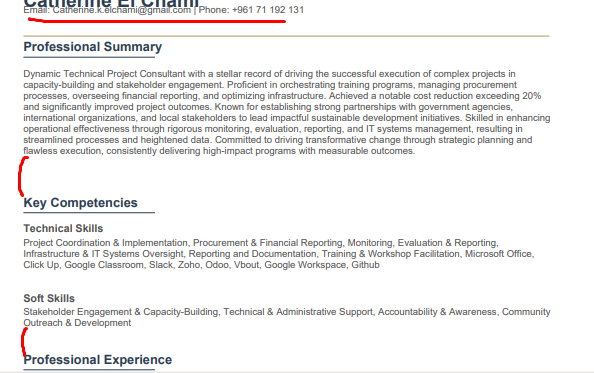 Catherine El Chami
Email: Catherine.k.elchami@gmail.com | Phone: +961 71 192 131
Professional Summary
Dynamic Technical Project Consultant with a stellar record of driving the successful execution of complex projects in
capacity-building and stakeholder engagement. Proficient in orchestrating training programs, managing procurement
processes, overseeing financial reporting, and optimizing infrastructure. Achieved a notable cost reduction exceeding 20%
and significantly improved project outcomes. Known for establishing strong partnerships with government agencies,
international organizations, and local stakeholders to lead impactful sustainable development initiatives. Skilled in enhancing
operational effectiveness through rigorous monitoring, evaluation, reporting, and IT systems management, resulting in
streamlined processes and heightened data. Committed to driving transformative change through strategic planning and
flawless execution, consistently delivering high-impact programs with measurable outcomes.
Key Competencies
Technical Skills
Project Coordination & Implementation, Procurement & Financial Reporting, Monitoring, Evaluation & Reporting,
Infrastructure & IT Systems Oversight, Reporting and Documentation, Training & Workshop Facilitation, Microsoft Office,
Click Up, Google Classroom, Slack, Zoho, Odoo, Vbout, Google Workspace, Github
Soft Skills
Stakeholder Engagement & Capacity-Building, Technical & Administrative Support, Accountability & Awareness, Community
Outreach & Development
Professional Experience